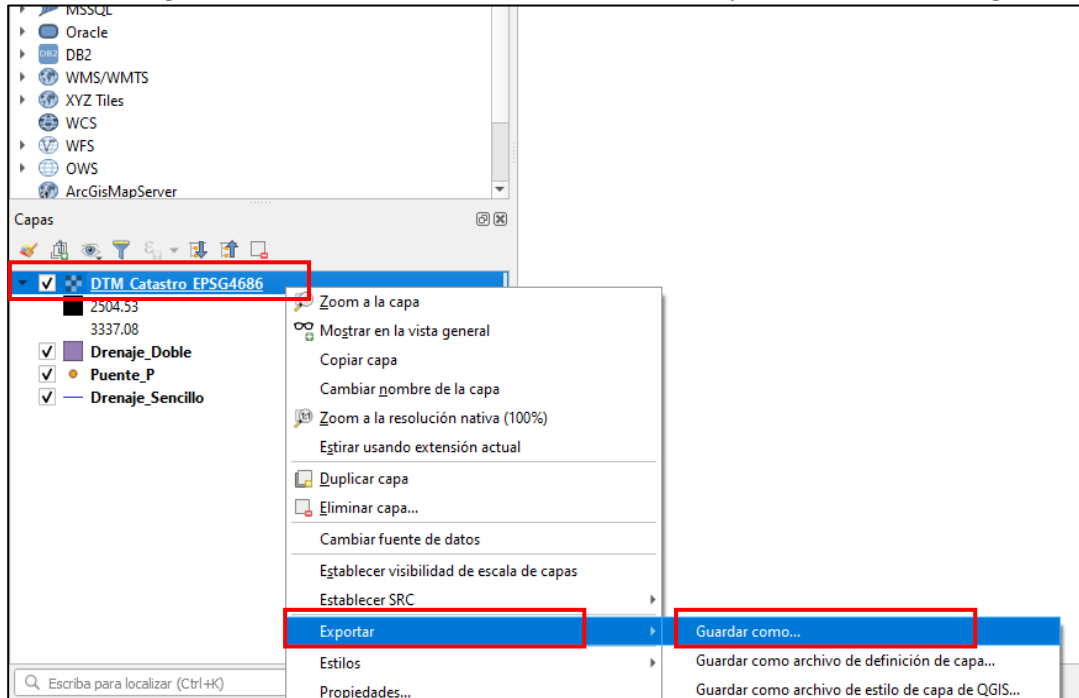 MSSQL
Oracle
DB2 DB2
WMS/WMTS
XYZ Tiles
WCS
WFS
OWS
ArcGisMapServer
Capas
DTM_Catastro_EPSG4686
2504.53
3337.08
Drenaje_Doble
Puente_P
Drenaje_Sencillo
Zoom a la capa
Mostrar en la vista general
Copiar capa
Cambiar nombre de la capa
Zoom a la resolución nativa (100%)
Estirar usando extensión actual
Duplicar capa
Eliminar capa...
Cambiar fuente de datos
Establecer visibilidad de escala de capas
Establecer SRC
Exportar
Estilos
Propiedades...
Guardar como...
Guardar como archivo de definición de capa...
Guardar como archivo de estilo de capa de QGIS...
Escriba para localizar (Ctrl+K)